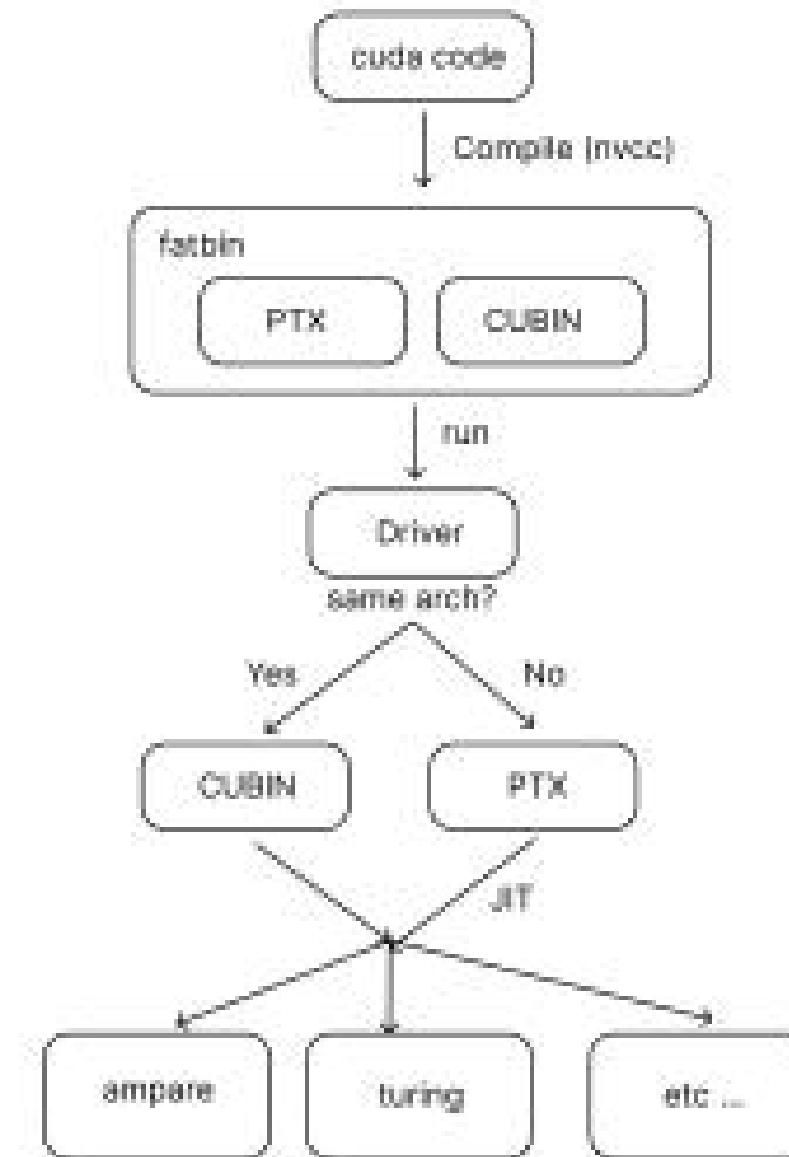 cuda code
Compile (nvcc)
fatbin
PTX
CUBIN
run
Driver
same arch?
Yes
No
CUBIN
PTX
JIT
ampare
turing
etc ...